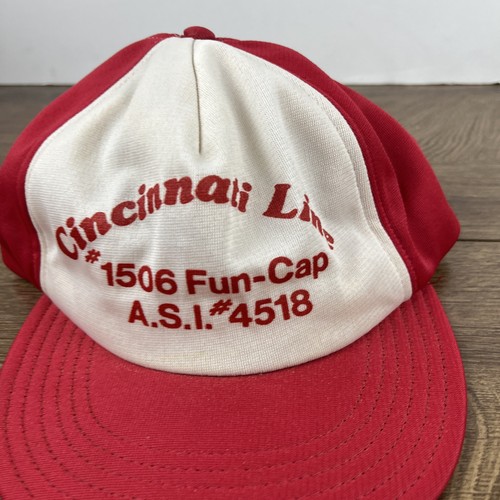 Cincinnati Line
#1506 Fun-Cap
A.S.I.#4518